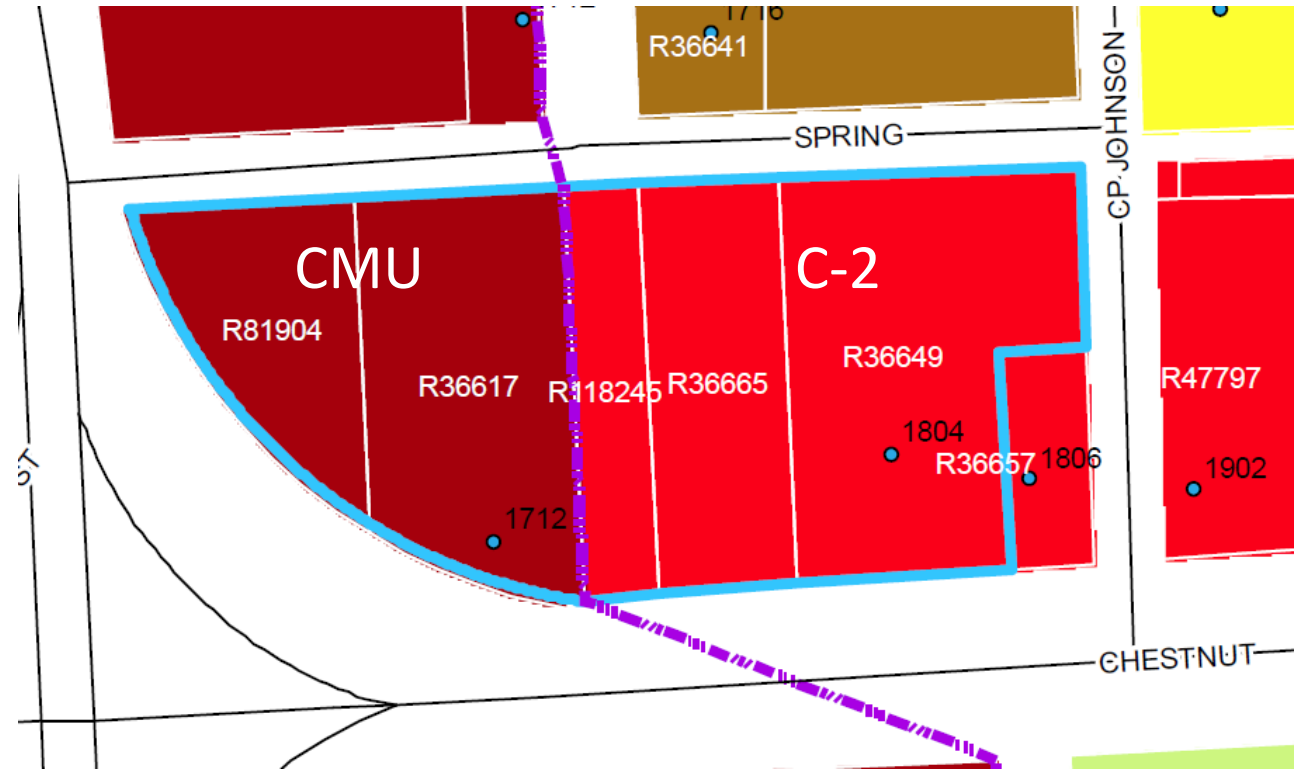 1716
R36641
CP JOHNSON
SPRING
CMU
C-2
R81904
R36617
R118245
R36665
R36649
R47797
1804
R36657
1806
1902
1712
ST
CHESTNUT